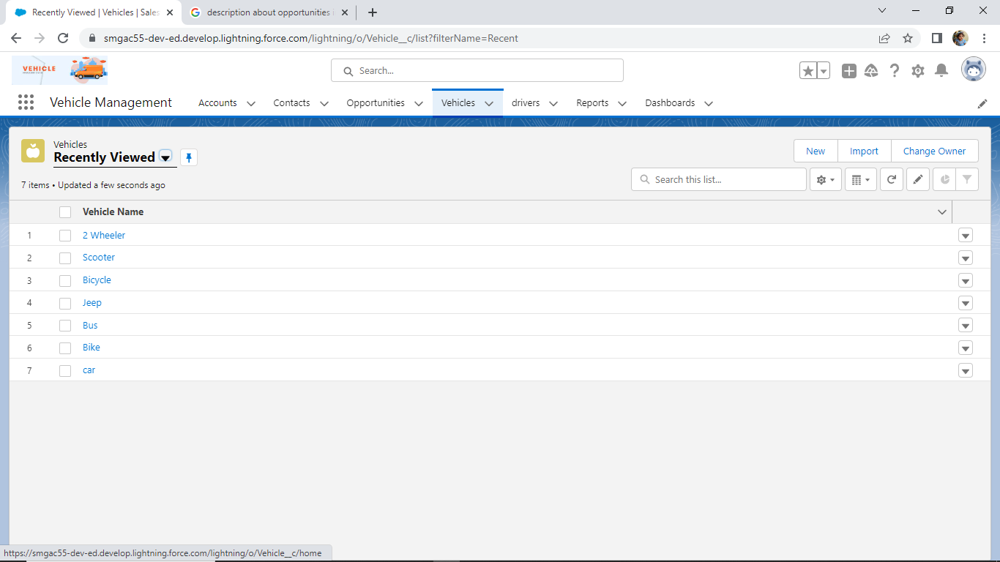 Recently Viewed | Vehicles | Sales
description about opportunities i
smgac55-dev-ed.develop.lightning.force.com/lightning/o/Vehicle__c/list?filterName=Recent
VEHICLE
Search...
Vehicle Management
Accounts
Contacts
Opportunities
Vehicles
drivers
Reports
Dashboards
Vehicles
Recently Viewed
New
Import
Change Owner
7 items • Updated a few seconds ago
Search this list...
Vehicle Name
1 2 Wheeler
2 Scooter
3 Bicycle
4 Jeep
5 Bus
6 Bike
7 car
https://smgac55-dev-ed.develop.lightning.force.com/lightning/o/Vehicle__c/home